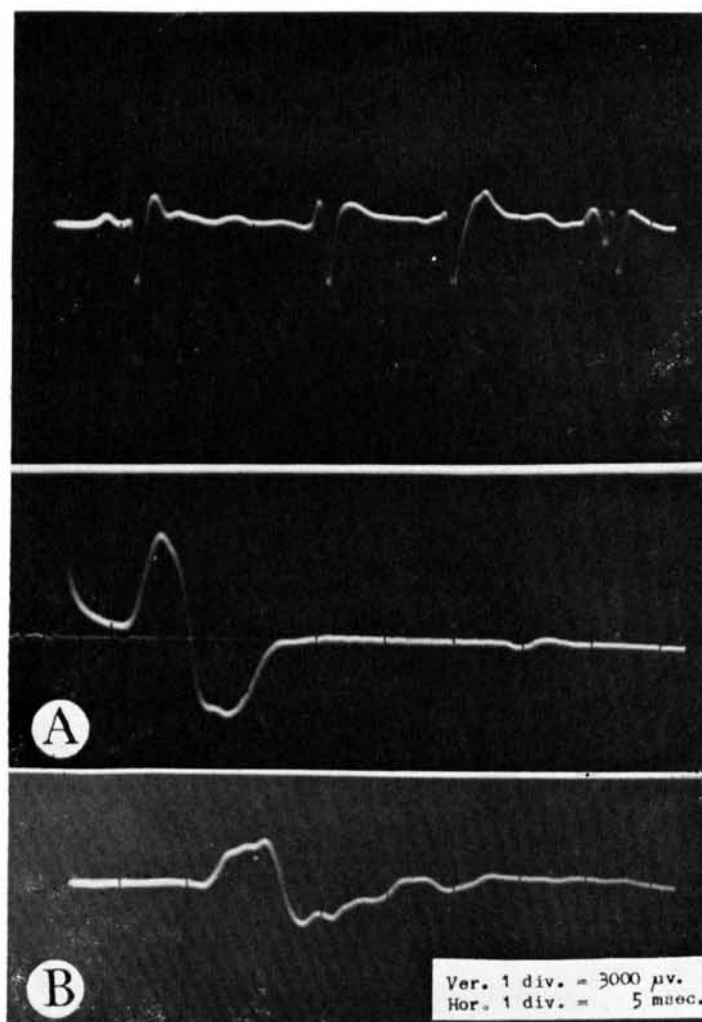 A
B
Ver. 1 div. = 3000 µv.
Hor. 1 div. = 5 msec.